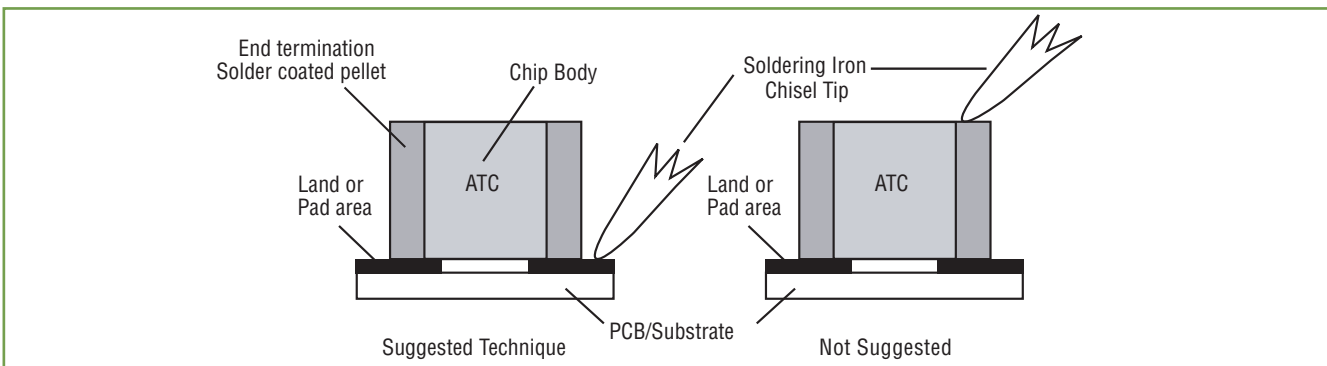 End termination
Solder coated pellet
Chip Body
Soldering Iron
Chisel Tip
Land or
Pad area
ATC
Land or
Pad area
ATC
PCB/Substrate
Suggested Technique
Not Suggested